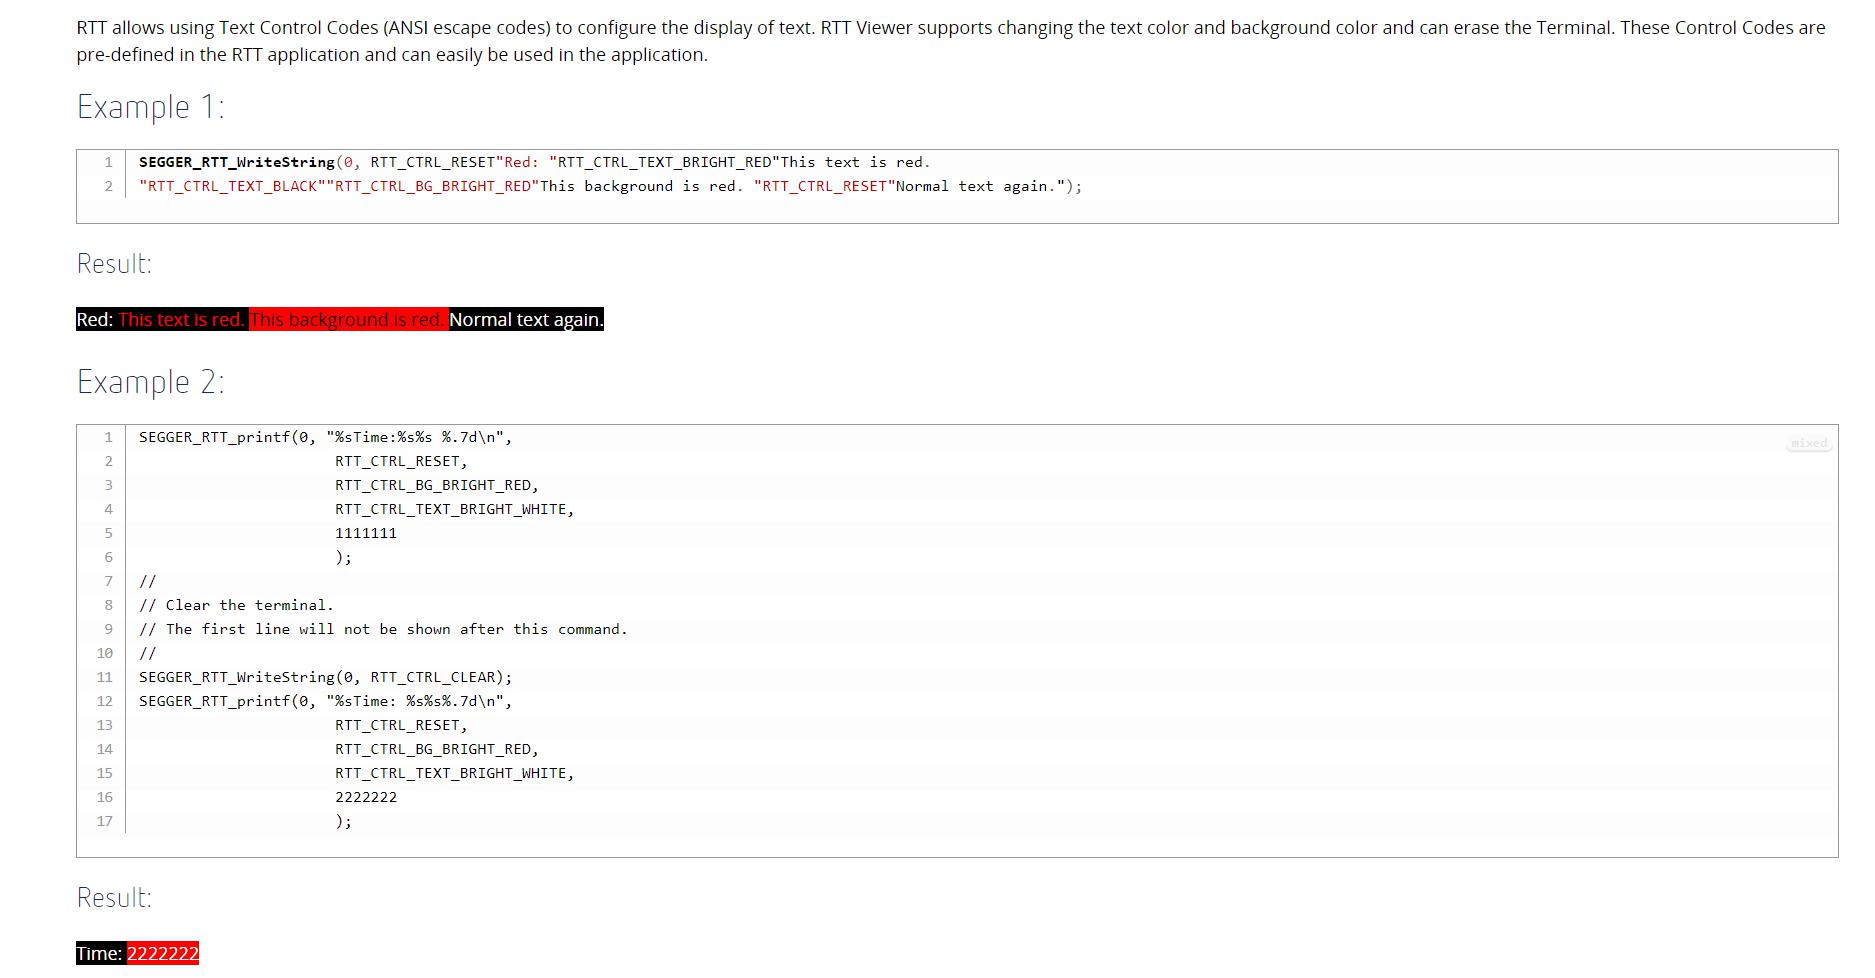 RTT allows using Text Control Codes (ANSI escape codes) to configure the display of text. RTT Viewer supports changing the text color and background color and can erase the Terminal. These Control Codes are
pre-defined in the RTT application and can easily be used in the application.
Example 1:
1 SEGGER_RTT_WriteString(0, RTT_CTRL_RESET"Red: "RTT_CTRL_TEXT_BRIGHT_RED"This text is red.
2 "RTT_CTRL_TEXT_BLACK""RTT_CTRL_BG_BRIGHT_RED"This background is red. "RTT_CTRL_RESET"Normal text again.");
Result:
Red: This text is red. This background is red. Normal text again.
Example 2:
1 SEGGER_RTT_printf(0, "%sTime:%s%s %.7d\n",
mixed
2 RTT_CTRL_RESET,
3 RTT_CTRL_BG_BRIGHT_RED,
4 RTT_CTRL_TEXT_BRIGHT_WHITE,
5 1111111
6 );
7 //
8 // Clear the terminal.
9 // The first line will not be shown after this command.
10 //
11 SEGGER_RTT_WriteString(0, RTT_CTRL_CLEAR);
12 SEGGER_RTT_printf(0, "%sTime: %s%s%.7d\n",
13 RTT_CTRL_RESET,
14 RTT_CTRL_BG_BRIGHT_RED,
15 RTT_CTRL_TEXT_BRIGHT_WHITE,
16 2222222
17 );
Result:
Time: 2222222